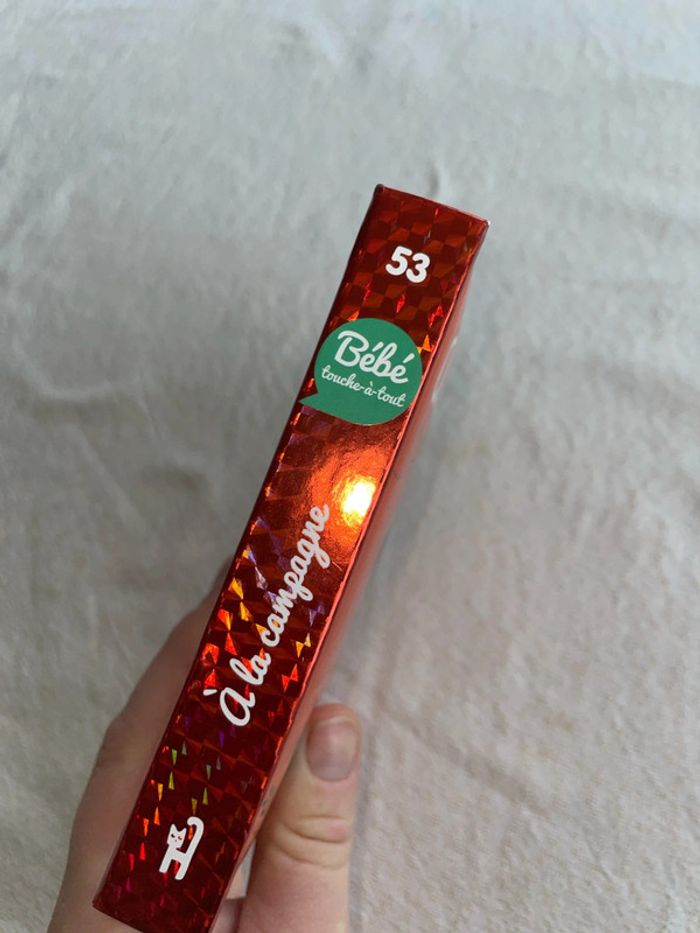 53
Bébé
touche-à-tout
À la campagne